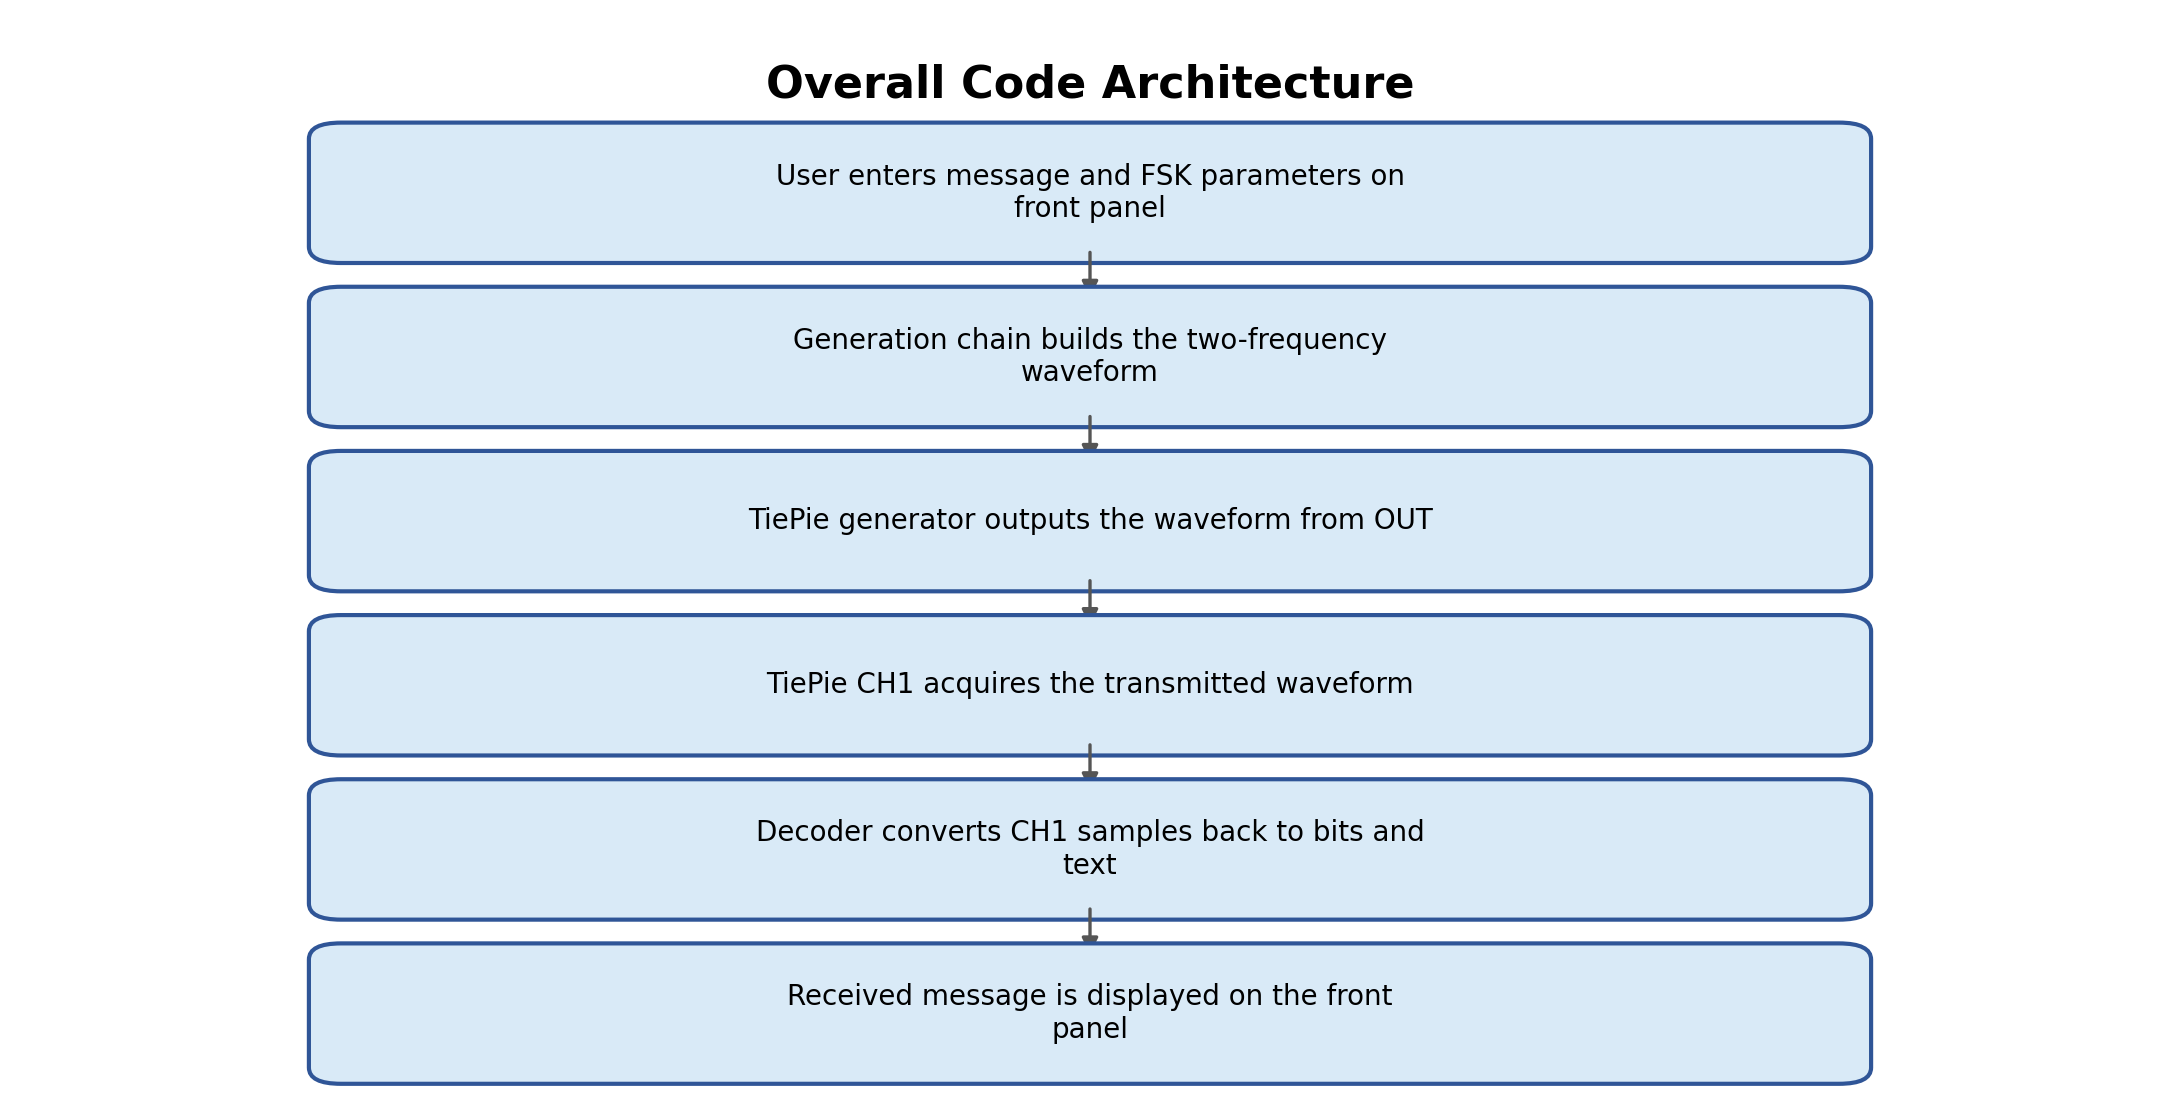 Overall Code Architecture
User enters message and FSK parameters on
front panel
Generation chain builds the two-frequency
waveform
TiePie generator outputs the waveform from OUT
TiePie CH1 acquires the transmitted waveform
Decoder converts CH1 samples back to bits and
text
Received message is displayed on the front
panel